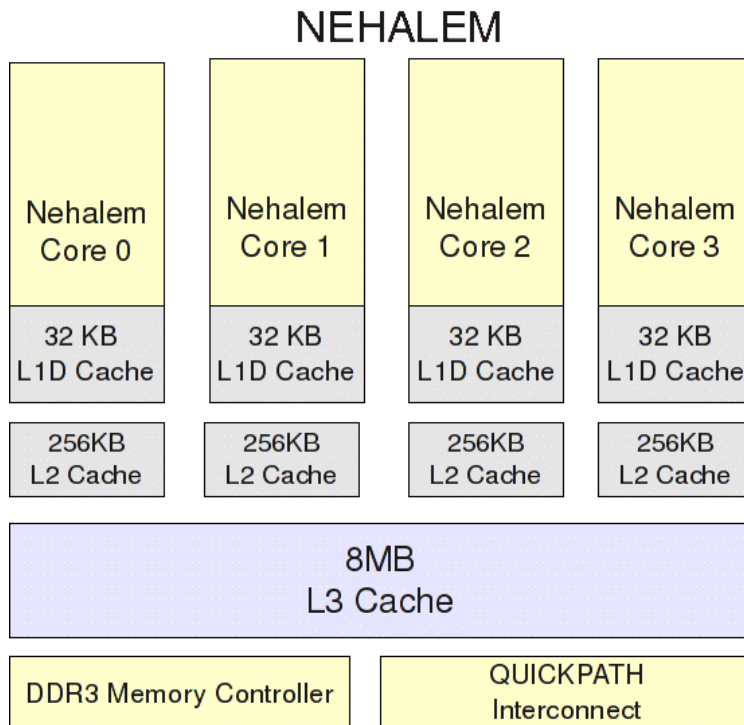 NEHALEM
Nehalem
Core 0
Nehalem
Core 1
Nehalem
Core 2
Nehalem
Core 3
32 KB
L1D Cache
32 KB
L1D Cache
32 KB
L1D Cache
32 KB
L1D Cache
256KB
L2 Cache
256KB
L2 Cache
256KB
L2 Cache
256KB
L2 Cache
8MB
L3 Cache
DDR3 Memory Controller
QUICKPATH
Interconnect